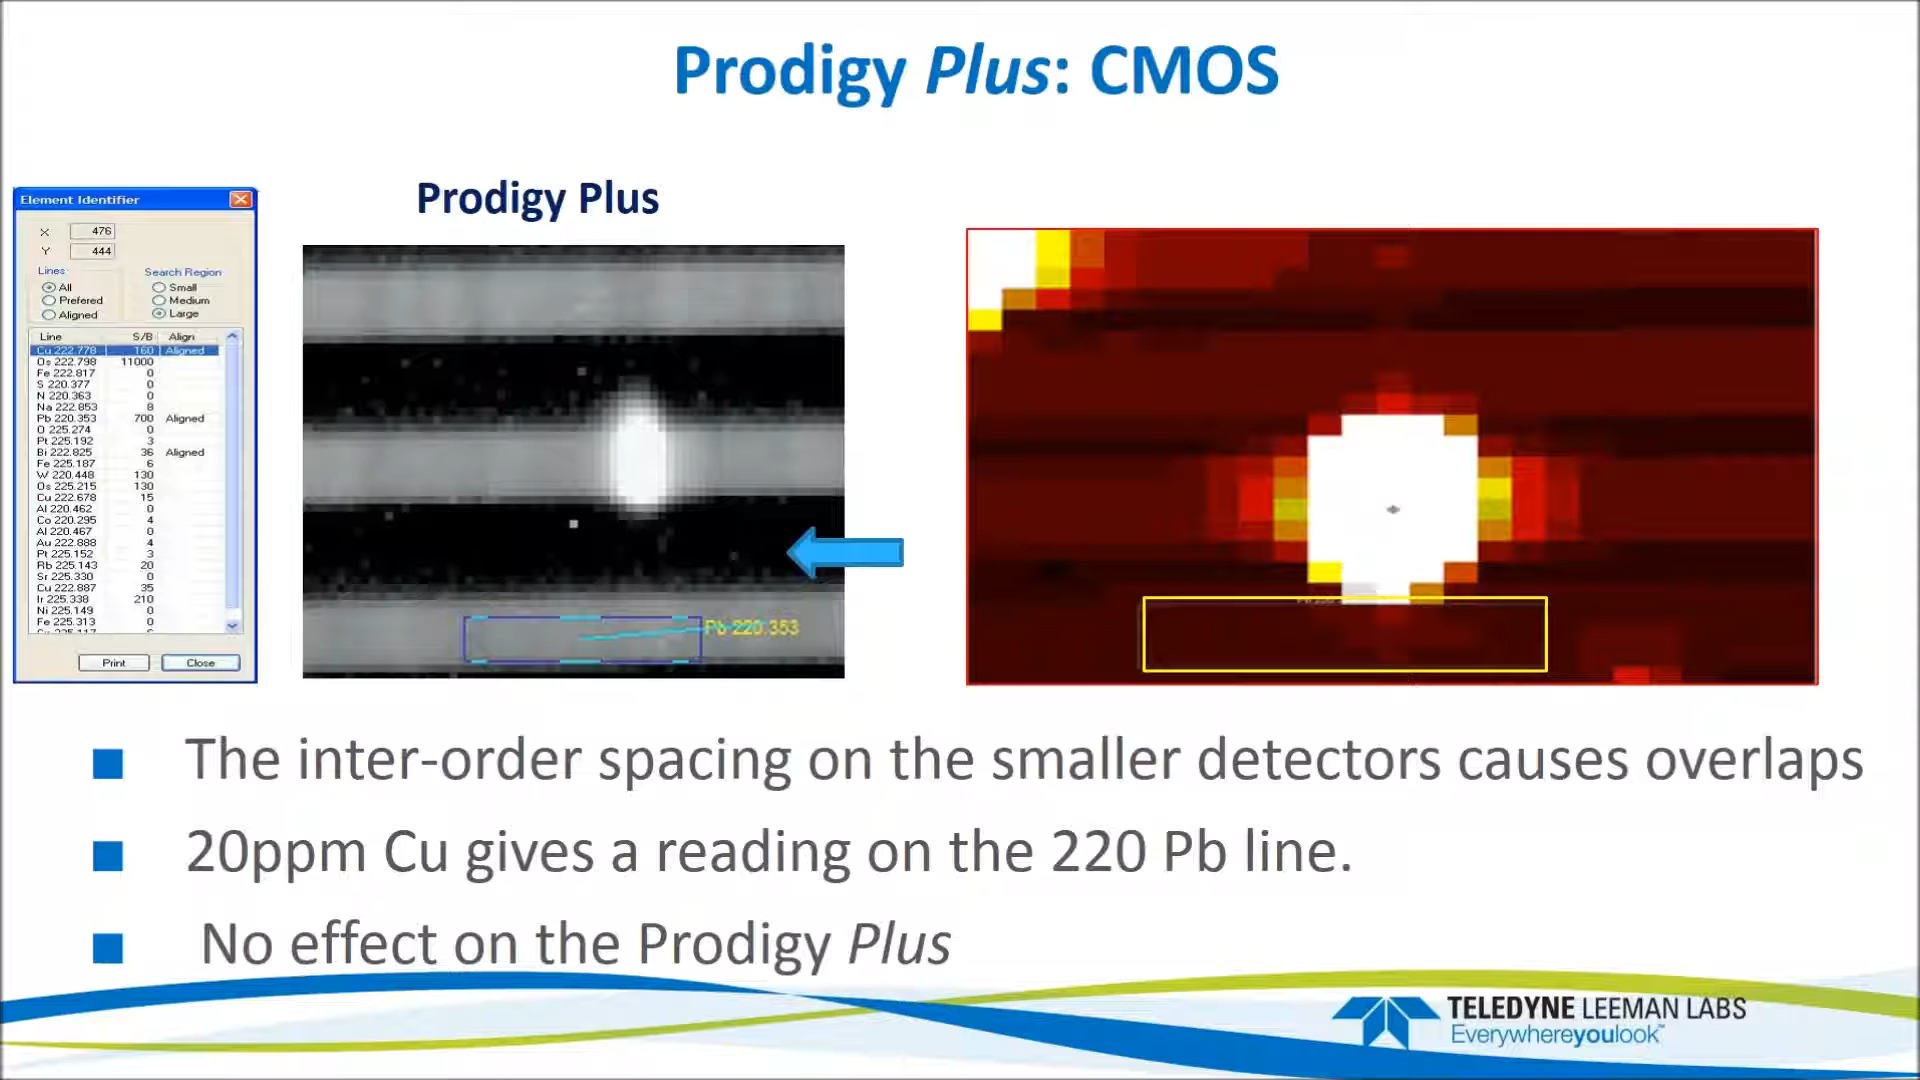 Prodigy Plus: CMOS
Prodigy Plus
Element Identifier
X 476
Y 444
Lines
Search Region
All
Small
Prefered
Medium
Aligned
Large
Line S/B Align
Cu 222.778 160 Aligned
Os 222.798 11000
Fe 222.817 0
S 220.377 0
N 220.363 0
Na 222.853 8
Pb 220.353 700 Aligned
O 225.274 0
Pt 225.192 3
Bi 222.825 36 Aligned
Fe 225.187 6
W 220.448 130
Os 225.215 130
Cu 222.678 15
Al 220.462 0
Co 220.295 4
Al 220.467 0
Au 222.888 4
Pt 225.152 3
Rb 225.143 20
Sr 225.330 0
Cu 222.887 35
Ir 225.338 210
Ni 225.149 0
Fe 225.313 0
Print
Close
Pb 220.353
The inter-order spacing on the smaller detectors causes overlaps
20ppm Cu gives a reading on the 220 Pb line.
No effect on the Prodigy Plus
TELEDYNE LEEMAN LABS
Everywhereyoulook™